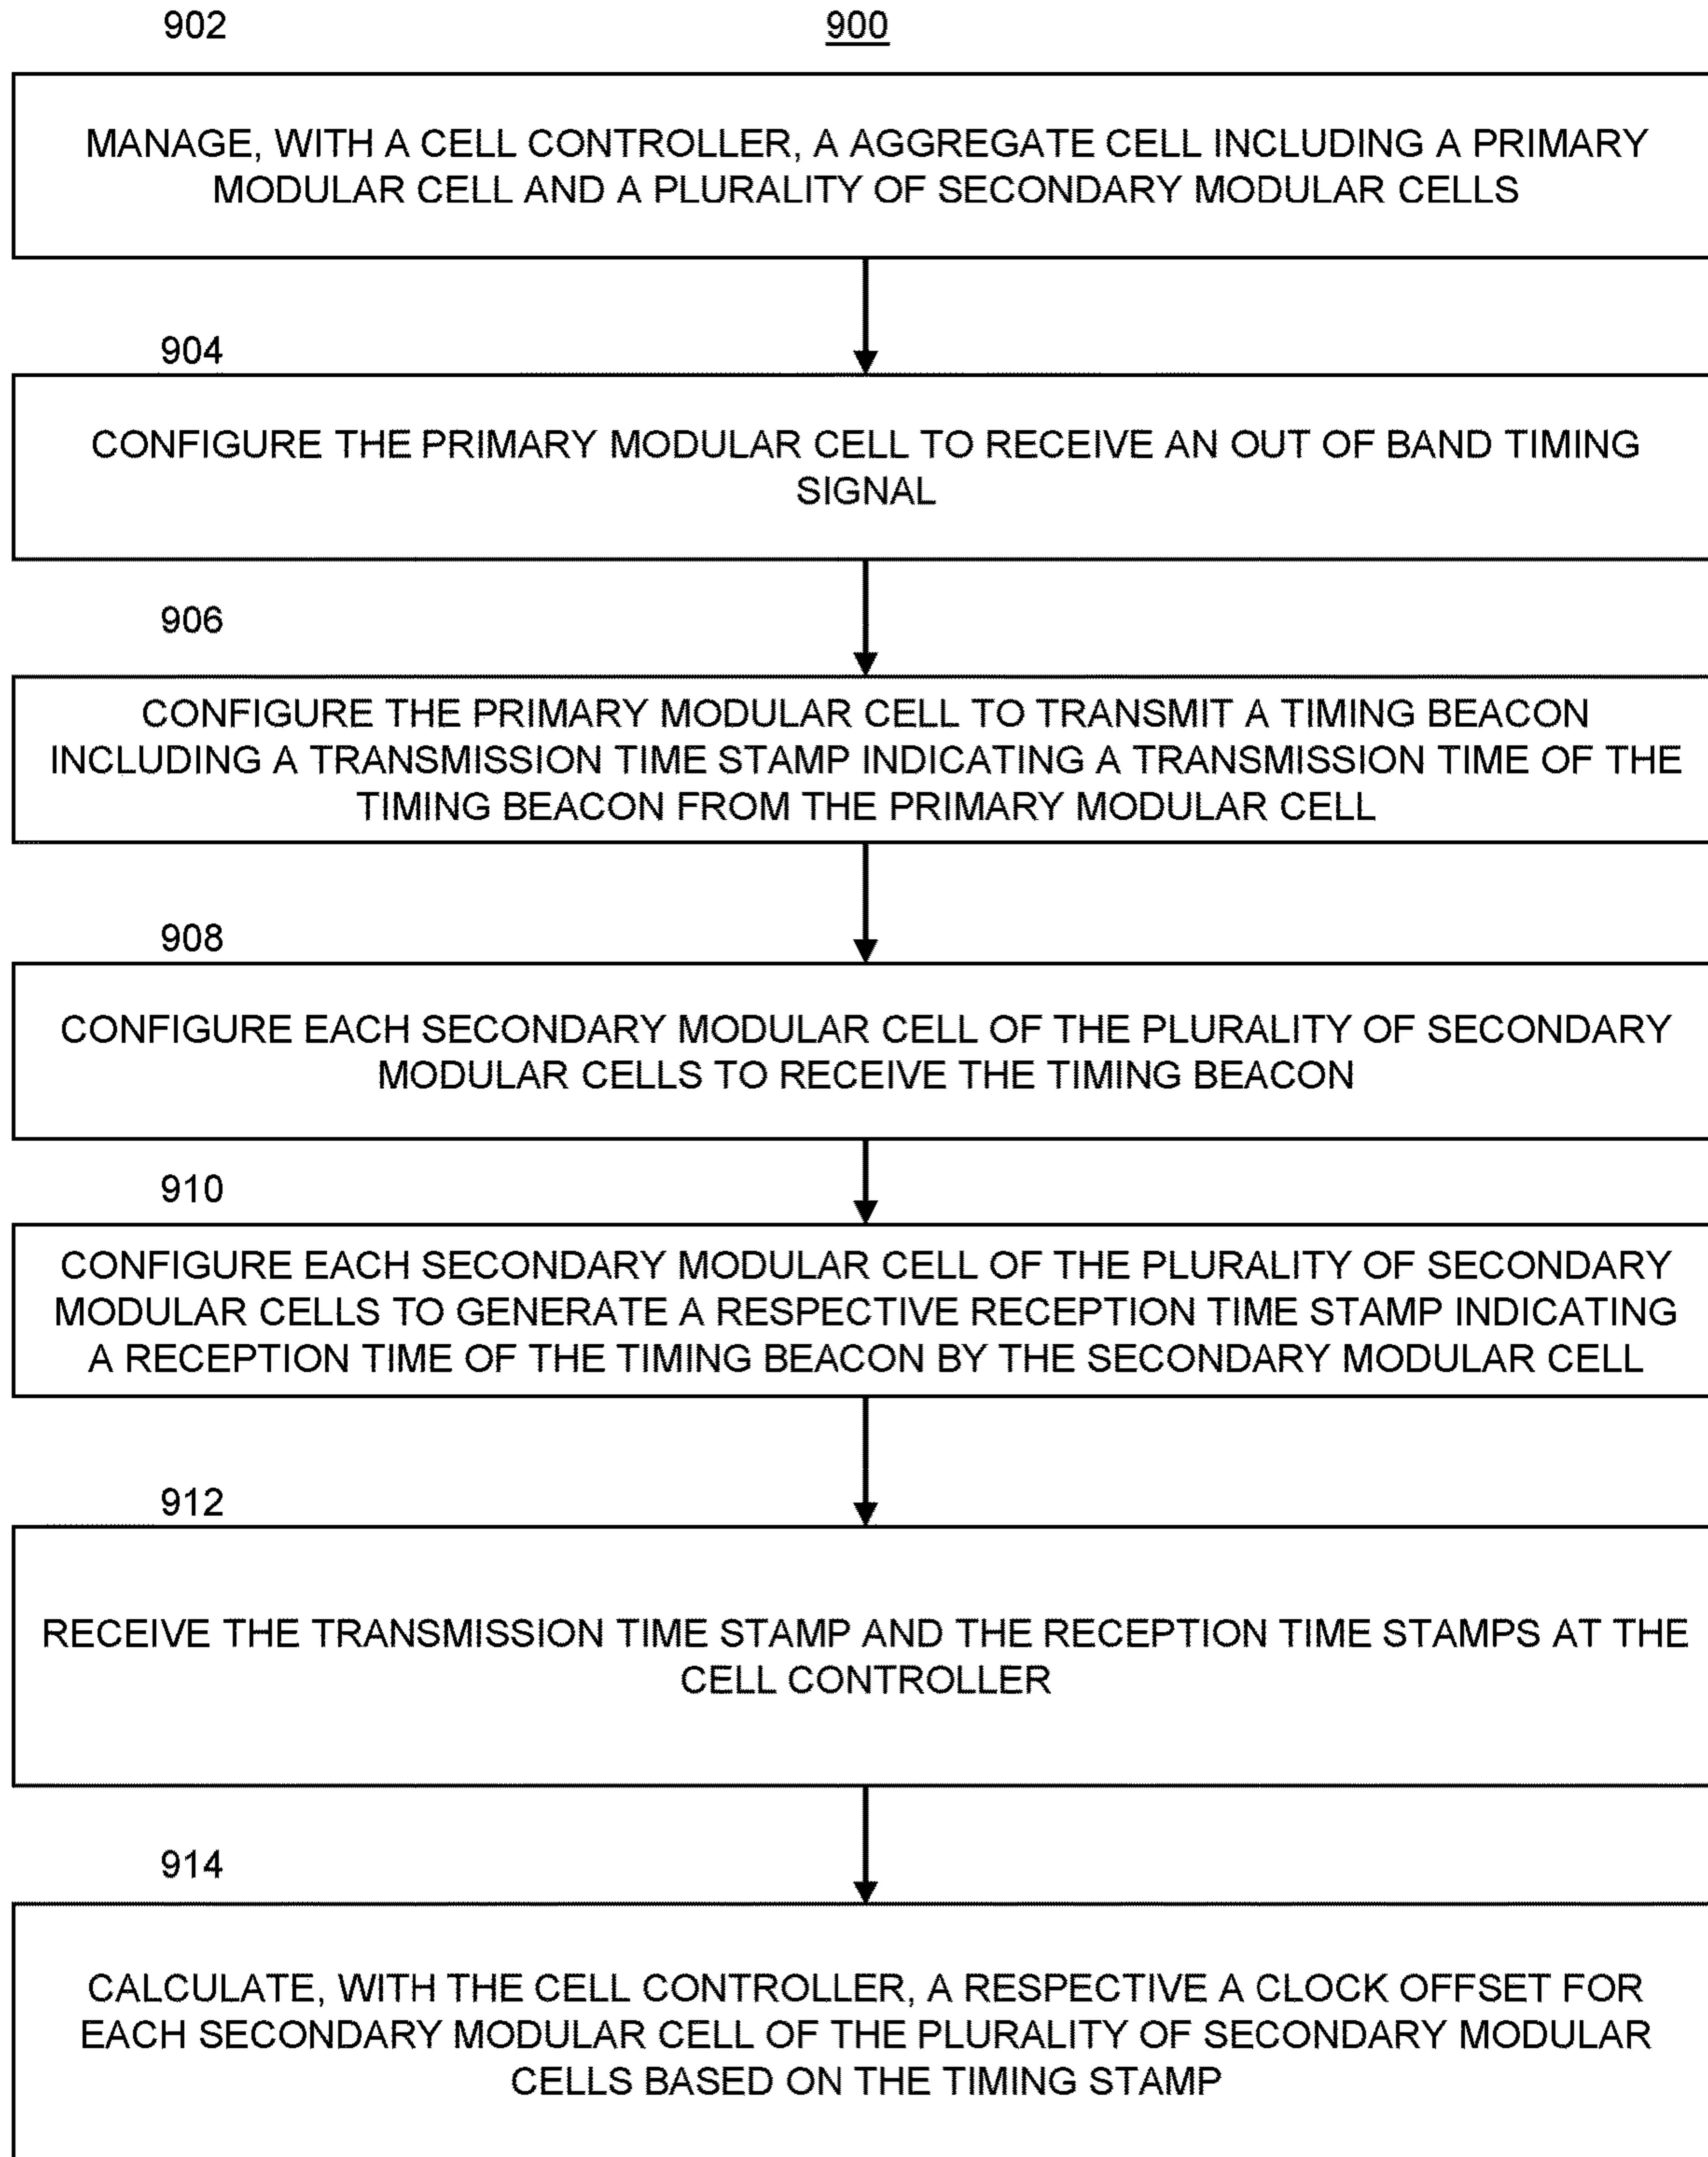 902
900
MANAGE, WITH A CELL CONTROLLER, A AGGREGATE CELL INCLUDING A PRIMARY
MODULAR CELL AND A PLURALITY OF SECONDARY MODULAR CELLS
904
CONFIGURE THE PRIMARY MODULAR CELL TO RECEIVE AN OUT OF BAND TIMING
SIGNAL
906
CONFIGURE THE PRIMARY MODULAR CELL TO TRANSMIT A TIMING BEACON
INCLUDING A TRANSMISSION TIME STAMP INDICATING A TRANSMISSION TIME OF THE
TIMING BEACON FROM THE PRIMARY MODULAR CELL
908
CONFIGURE EACH SECONDARY MODULAR CELL OF THE PLURALITY OF SECONDARY
MODULAR CELLS TO RECEIVE THE TIMING BEACON
910
CONFIGURE EACH SECONDARY MODULAR CELL OF THE PLURALITY OF SECONDARY
MODULAR CELLS TO GENERATE A RESPECTIVE RECEPTION TIME STAMP INDICATING
A RECEPTION TIME OF THE TIMING BEACON BY THE SECONDARY MODULAR CELL
912
RECEIVE THE TRANSMISSION TIME STAMP AND THE RECEPTION TIME STAMPS AT THE
CELL CONTROLLER
914
CALCULATE, WITH THE CELL CONTROLLER, A RESPECTIVE A CLOCK OFFSET FOR
EACH SECONDARY MODULAR CELL OF THE PLURALITY OF SECONDARY MODULAR
CELLS BASED ON THE TIMING STAMP